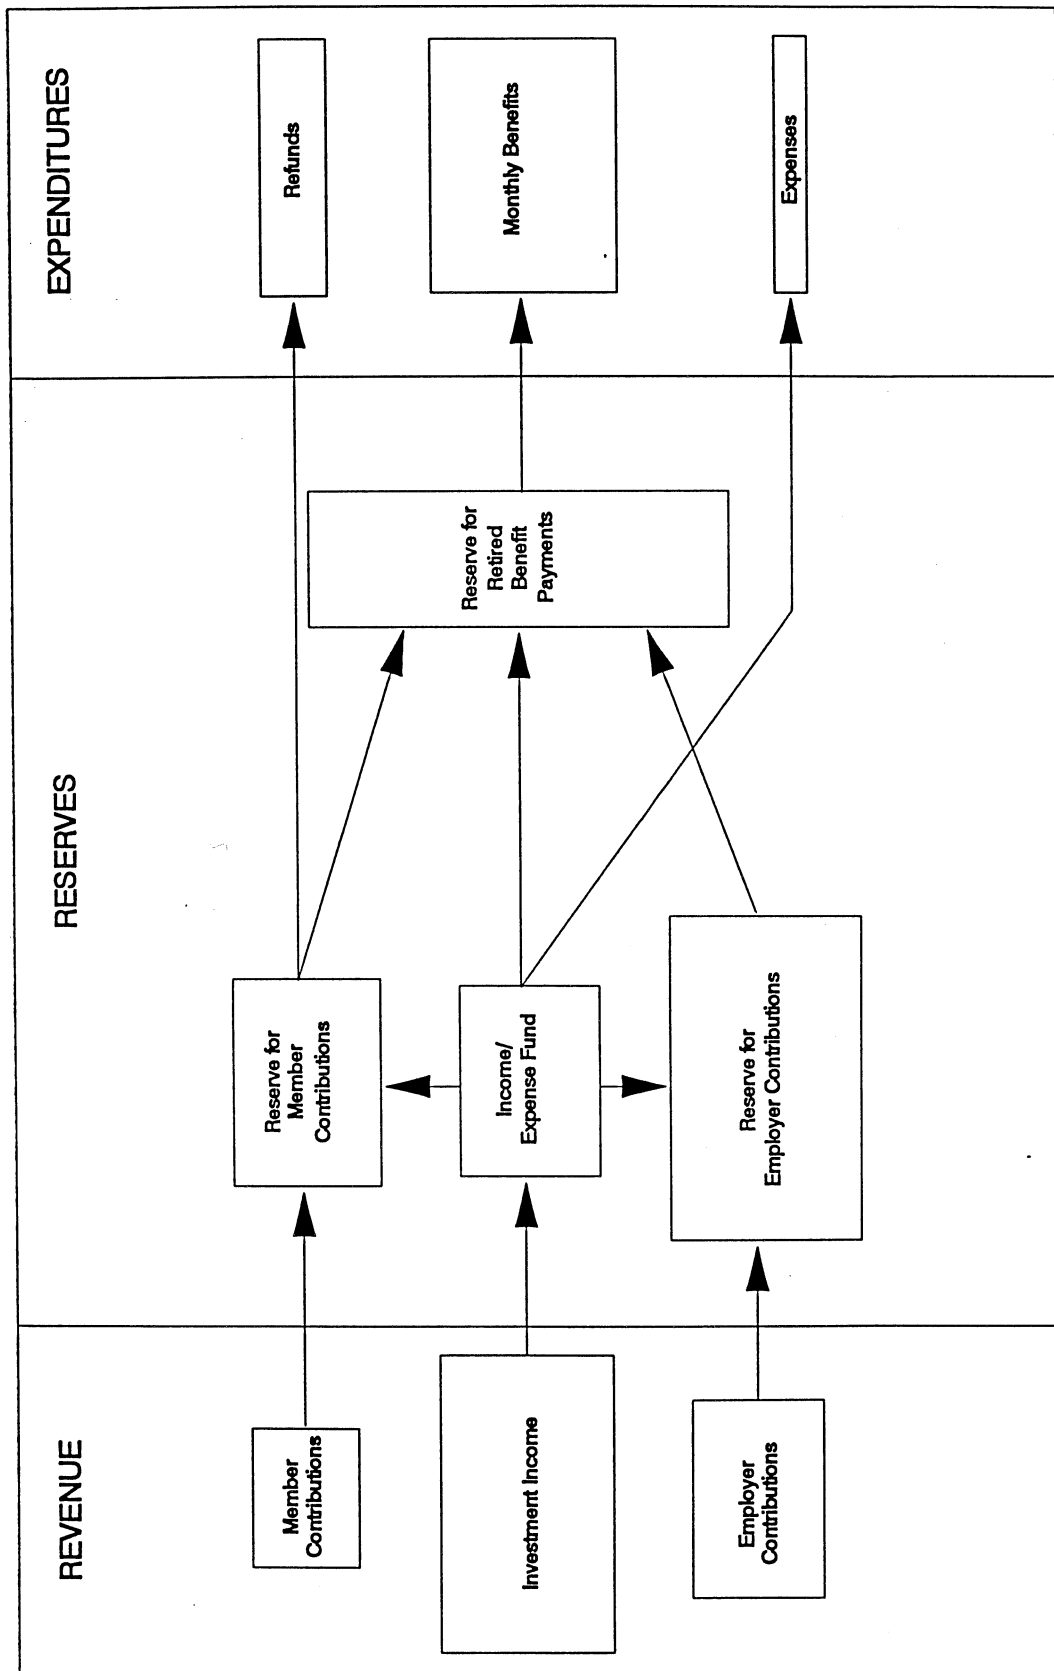 REVENUE
RESERVES
EXPENDITURES
Member
Contributions
Reserve for
Member
Contributions
Refunds
Investment Income
Income/
Expense Fund
Reserve for
Retired
Benefit
Payments
Monthly Benefits
Employer
Contributions
Reserve for
Employer Contributions
Expenses